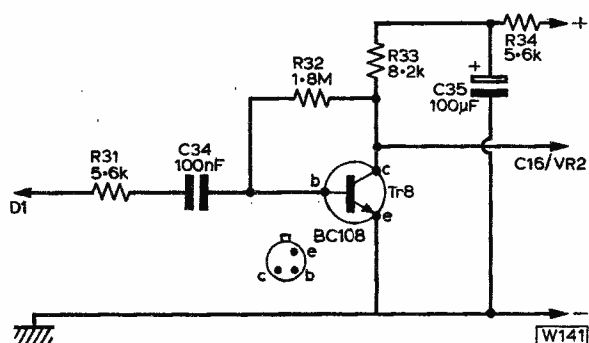 R34
5·6k
+
R32
1·8M
R33
8·2k
+
C35
100µF
C34
100nF
R31
5·6k
C16/VR2
D1
b
c
Tr8
e
BC108
e
c
b
−
W141